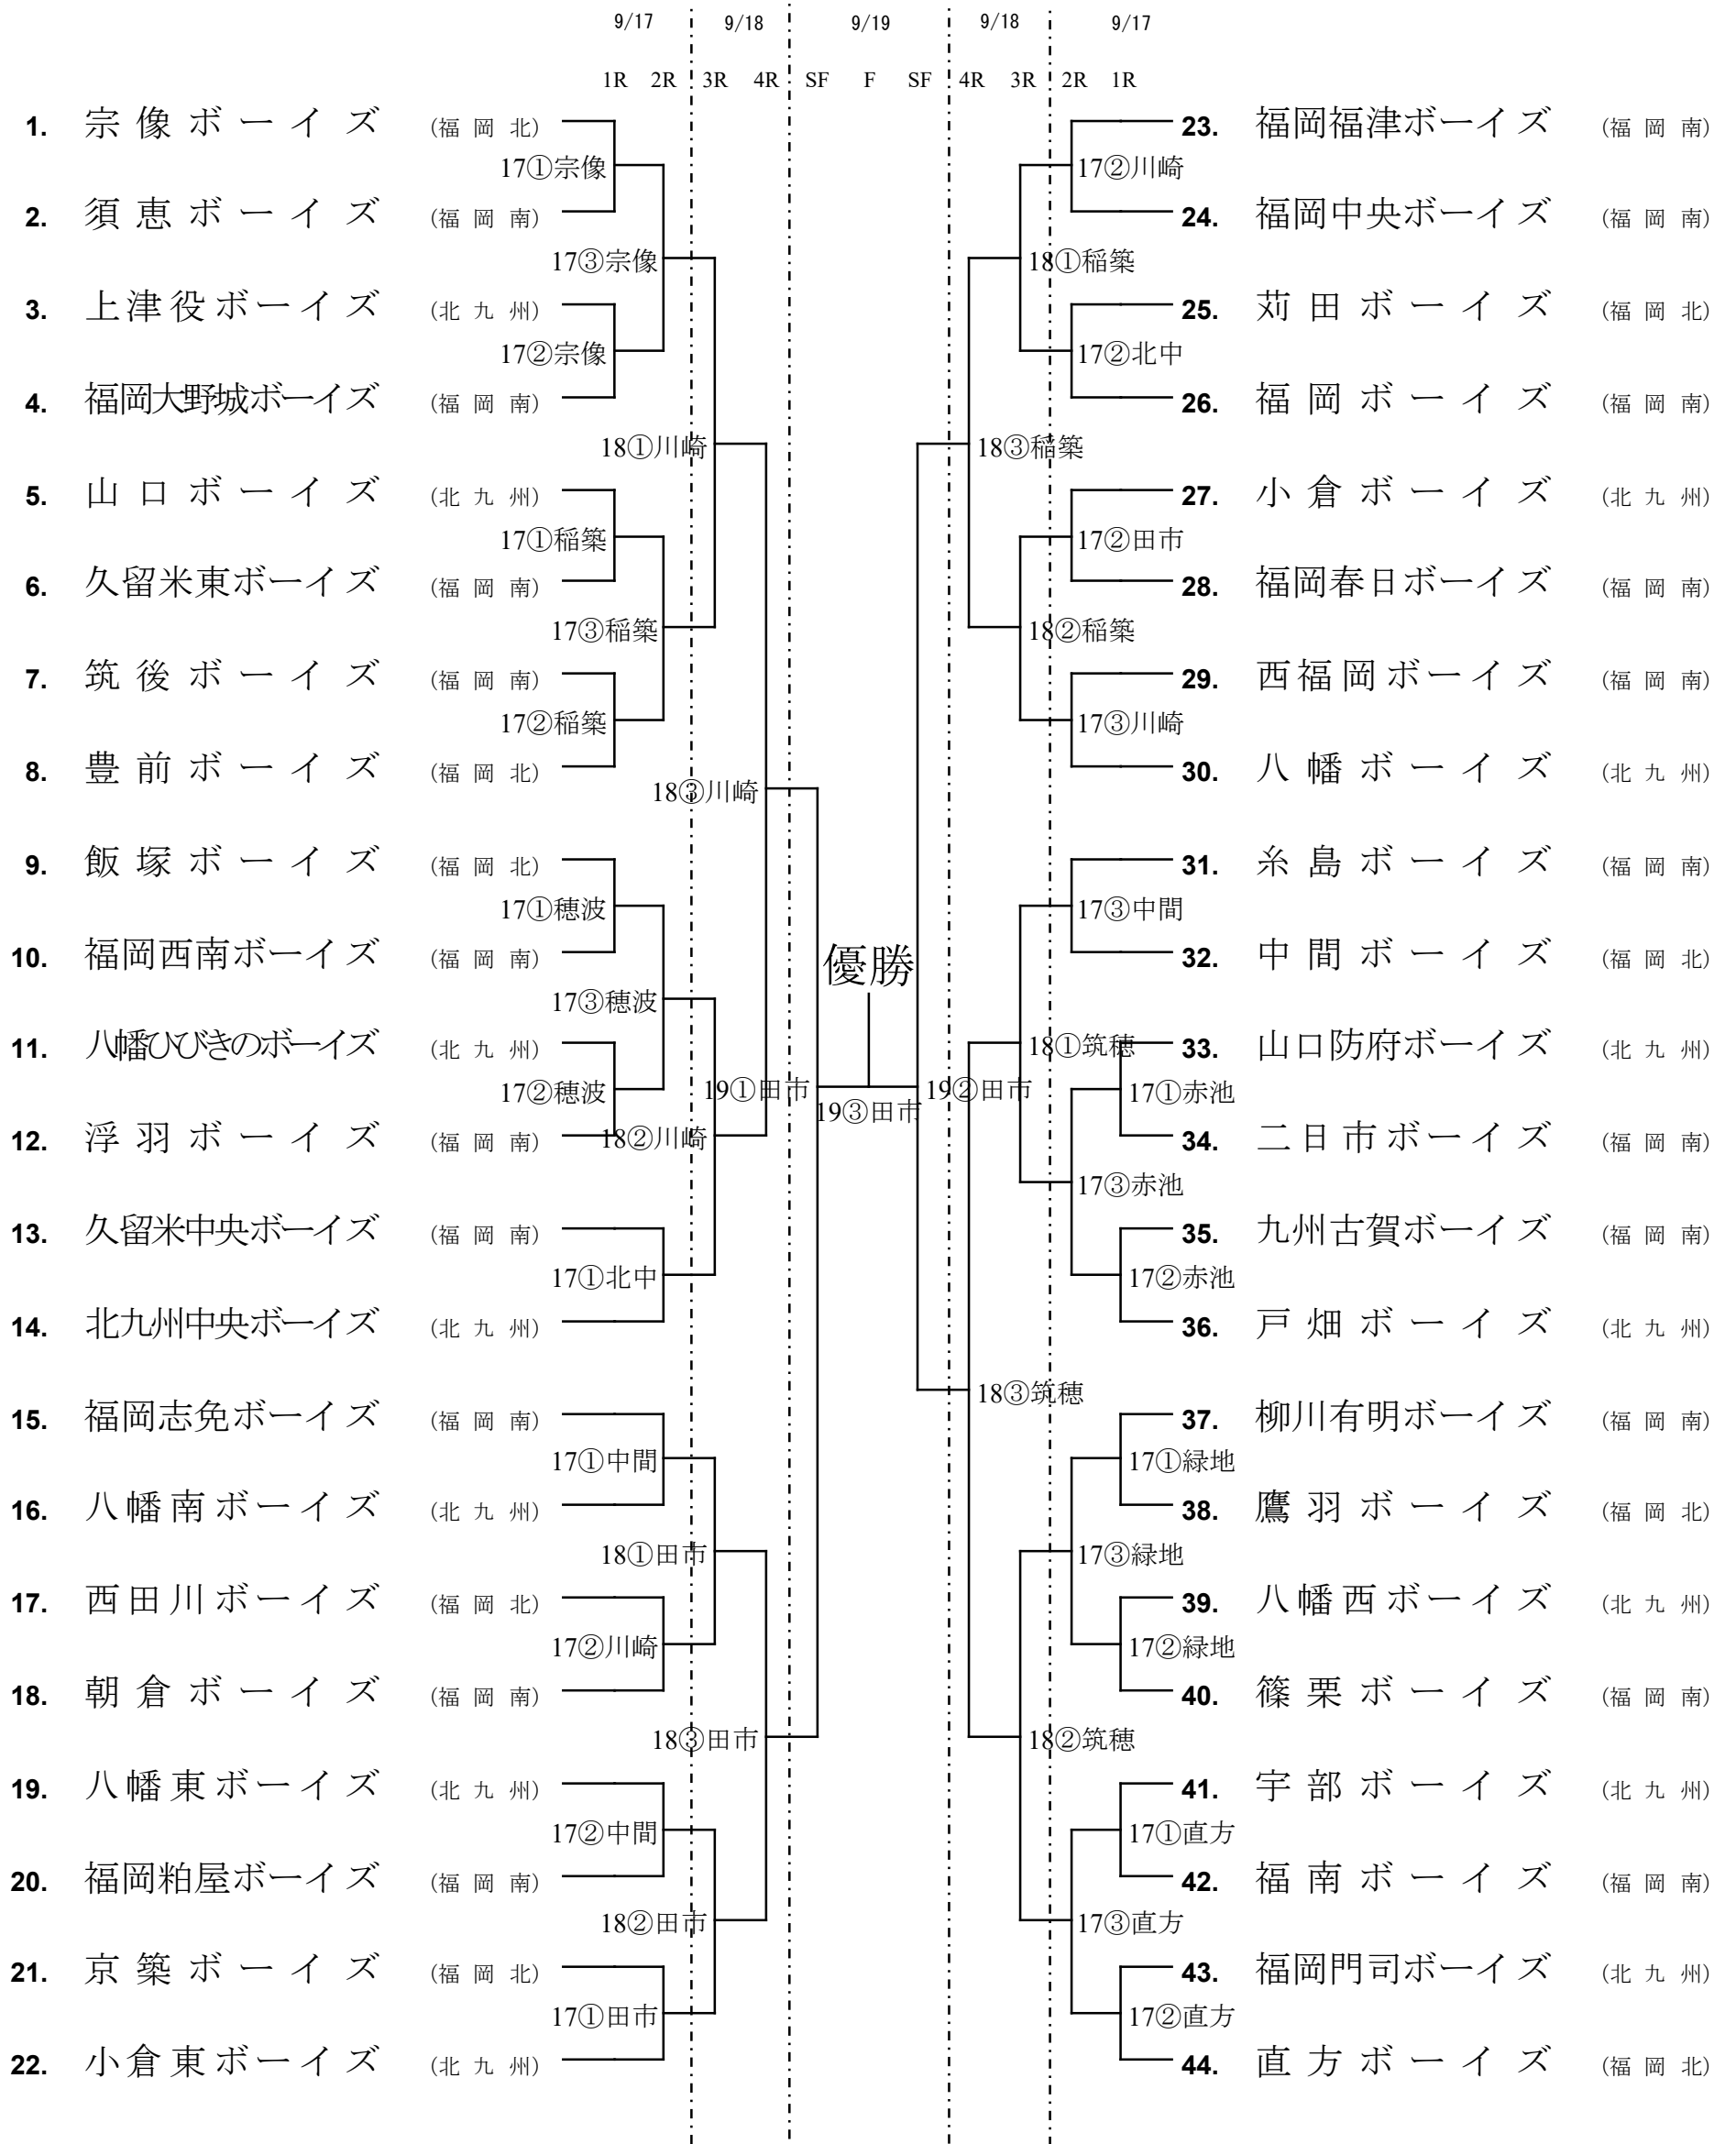 9/17 9/18 9/19 9/18 9/17
1R 2R 3R 4R SF F SF 4R 3R 2R 1R
1. 宗像ボーイズ (福岡北) 23. 福岡福津ボーイズ (福岡南)
17①宗像 17②川崎
2. 須恵ボーイズ (福岡南) 24. 福岡中央ボーイズ (福岡南)
17③宗像 18①稲築
3. 上津役ボーイズ (北九州) 25. 苅田ボーイズ (福岡北)
17②宗像 17②北中
4. 福岡大野城ボーイズ (福岡南) 26. 福岡ボーイズ (福岡南)
18①川崎 18③稲築
5. 山口ボーイズ (北九州) 27. 小倉ボーイズ (北九州)
17①稲築 17②田市
6. 久留米東ボーイズ (福岡南) 28. 福岡春日ボーイズ (福岡南)
17③稲築 18②稲築
7. 筑後ボーイズ (福岡南) 29. 西福岡ボーイズ (福岡南)
17②稲築 17③川崎
8. 豊前ボーイズ (福岡北) 30. 八幡ボーイズ (北九州)
18③川崎
9. 飯塚ボーイズ (福岡北) 31. 糸島ボーイズ (福岡南)
17①穂波 17③中間
10. 福岡西南ボーイズ (福岡南) 優勝 32. 中間ボーイズ (福岡北)
17③穂波
11. 八幡ひびきのボーイズ (北九州) 18①筑穂 33. 山口防府ボーイズ (北九州)
17②穂波 19①田市 19③田市 19②田市 17①赤池
12. 浮羽ボーイズ (福岡南) 18②川崎 34. 二日市ボーイズ (福岡南)
17③赤池
13. 久留米中央ボーイズ (福岡南) 35. 九州古賀ボーイズ (福岡南)
17①北中 17②赤池
14. 北九州中央ボーイズ (北九州) 36. 戸畑ボーイズ (北九州)
18③筑穂
15. 福岡志免ボーイズ (福岡南) 37. 柳川有明ボーイズ (福岡南)
17①中間 17①緑地
16. 八幡南ボーイズ (北九州) 38. 鷹羽ボーイズ (福岡北)
18①田市 17③緑地
17. 西田川ボーイズ (福岡北) 39. 八幡西ボーイズ (北九州)
17②川崎 17②緑地
18. 朝倉ボーイズ (福岡南) 40. 篠栗ボーイズ (福岡南)
18③田市 18②筑穂
19. 八幡東ボーイズ (北九州) 41. 宇部ボーイズ (北九州)
17②中間 17①直方
20. 福岡粕屋ボーイズ (福岡南) 42. 福南ボーイズ (福岡南)
18②田市 17③直方
21. 京築ボーイズ (福岡北) 43. 福岡門司ボーイズ (北九州)
17①田市 17②直方
22. 小倉東ボーイズ (北九州) 44. 直方ボーイズ (福岡北)